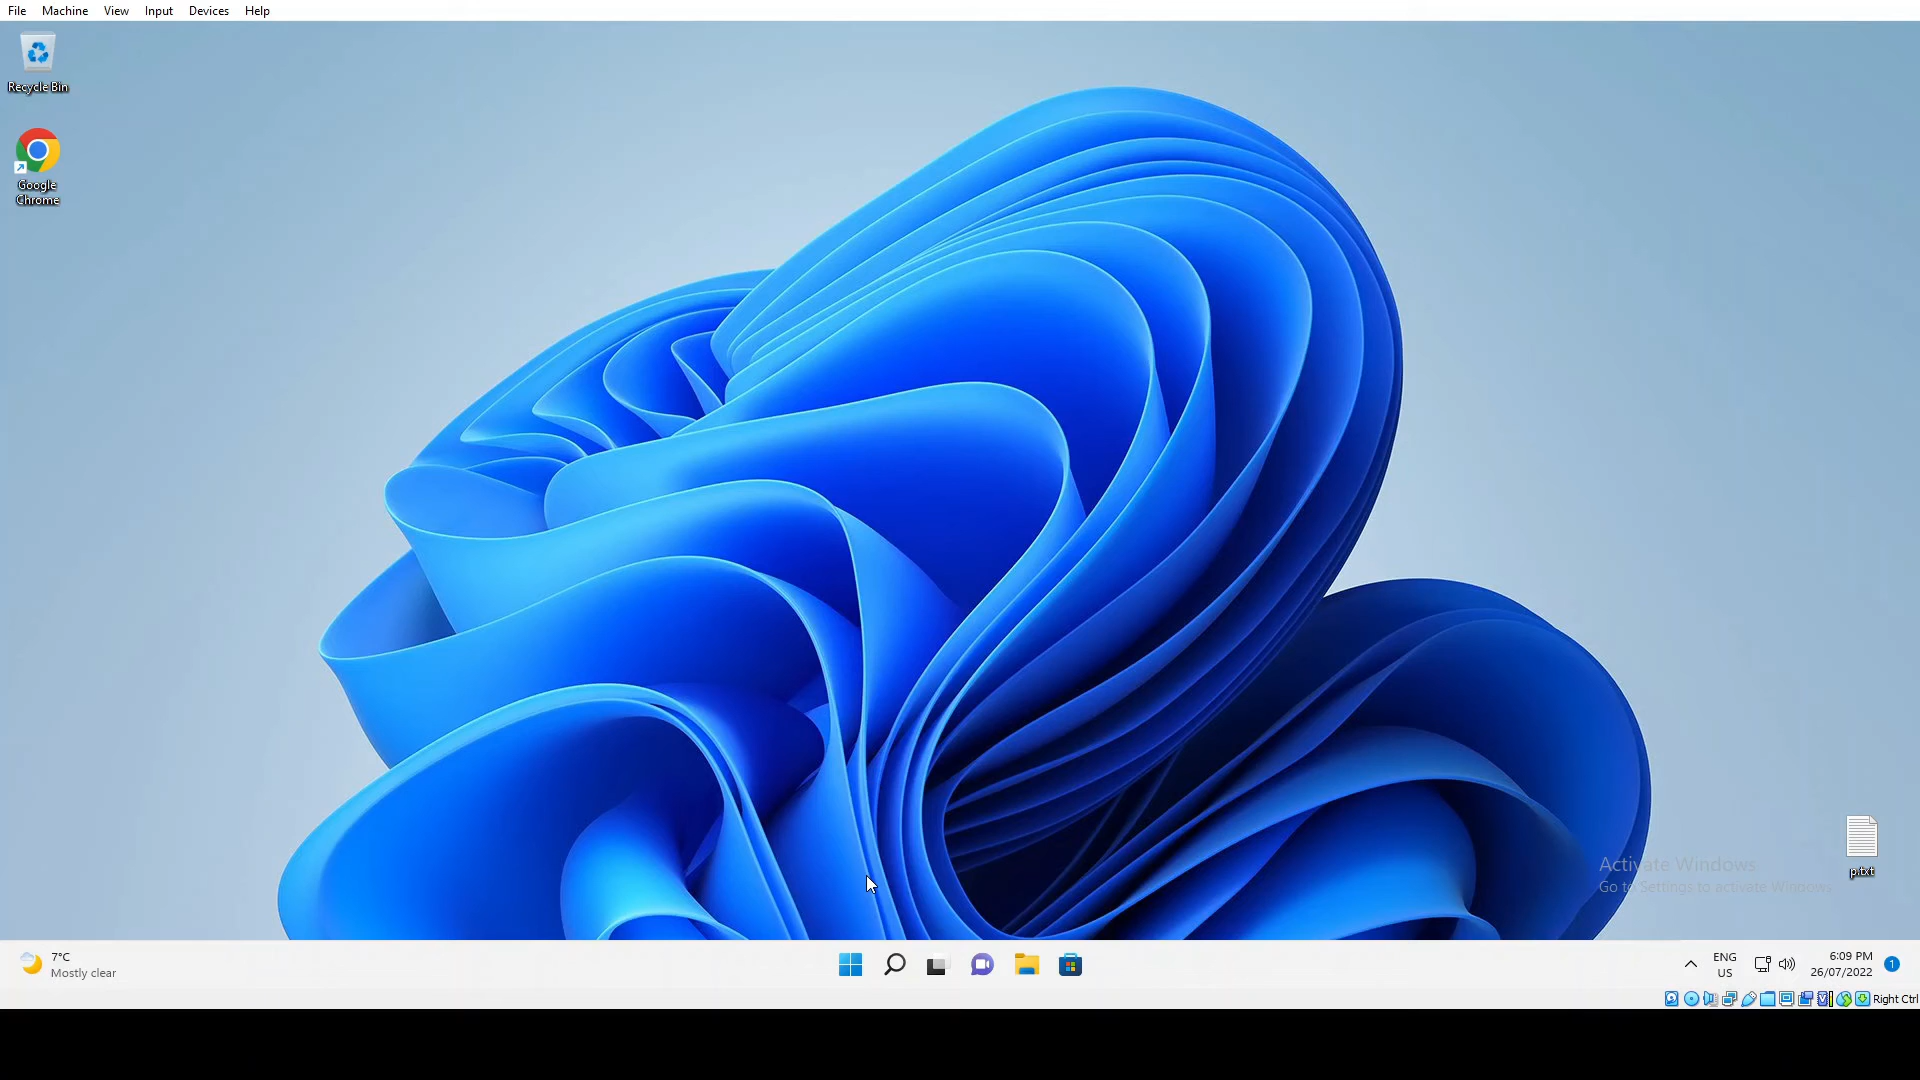 File Machine View Input Devices Help
Recycle Bin
Google
Chrome
p.txt
Activate Windows
Go to Settings to activate Windows.
7°C
Mostly clear
ENG
US
6:09 PM
26/07/2022
1
Right Ctrl